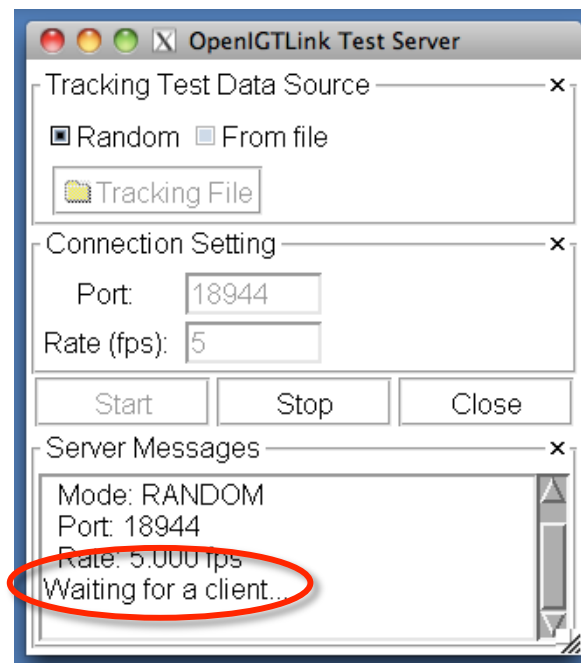 X OpenIGTLink Test Server
Tracking Test Data Source
Random From file
Tracking File
Connection Setting
Port: 18944
Rate (fps): 5
Start Stop Close
Server Messages
Mode: RANDOM
Port: 18944
Rate: 5.000 fps
Waiting for a client...